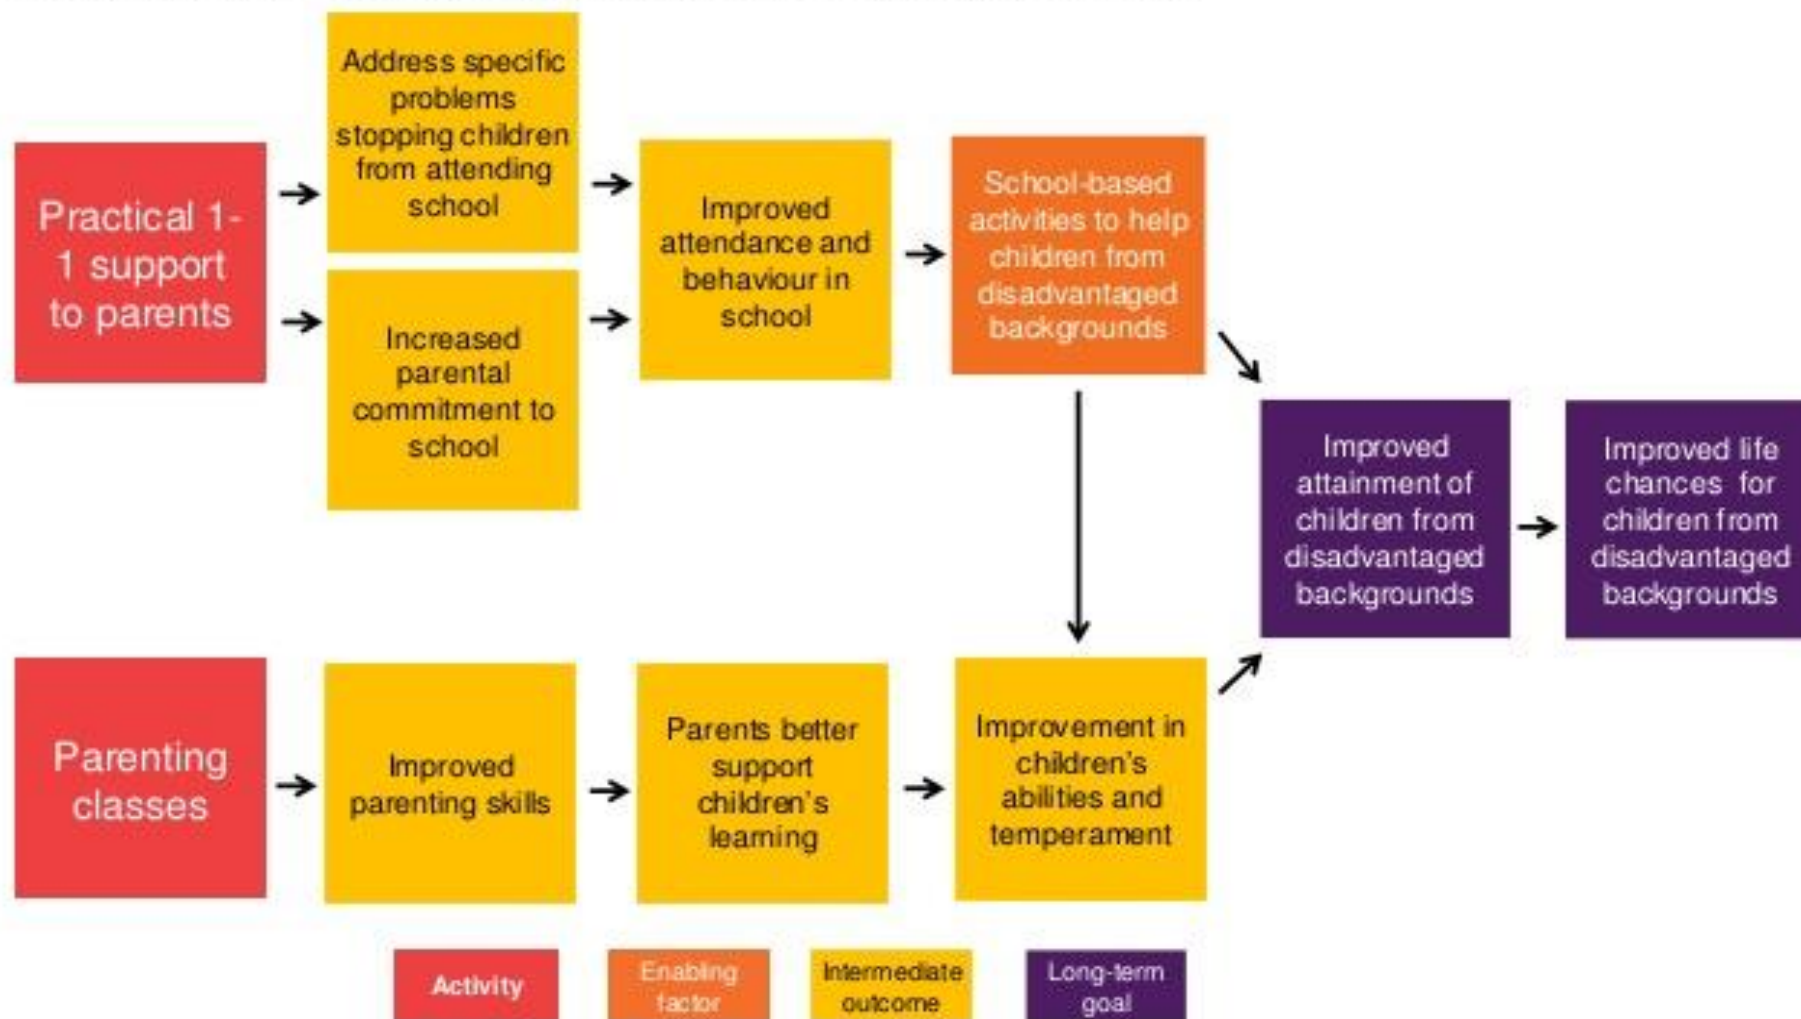 Address specific
problems
stopping children
from attending
school
Practical 1-
1 support
to parents
Increased
parental
commitment to
school
Improved
attendance and
behaviour in
school
School-based
activities to help
children from
disadvantaged
backgrounds
Improved
attainment of
children from
disadvantaged
backgrounds
Improved life
chances for
children from
disadvantaged
backgrounds
Parenting
classes
Improved
parenting skills
Parents better
support
children's
learning
Improvement in
children's
abilities and
temperament
Activity
Enabling
factor
Intermediate
outcome
Long-term
goal